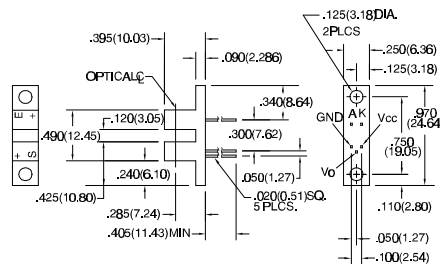 .395(10.03)
.125(3.18)DIA.
2PLCS
.250(6.36)
.125(3.18)
.090(2.286)
OPTICAL℄
.340(8.64)
E +
.120(3.05)
GND
A K
Vcc
.970
(24.64
.490(12.45)
.300(7.62)
.750
(19.05)
+ S
.240(6.10)
.050(1.27)
Vo
.425(10.80)
.020(0.51)SQ.
5 PLCS.
.110(2.80)
.285(7.24)
.405(11.43)MIN
.050(1.27)
.100(2.54)